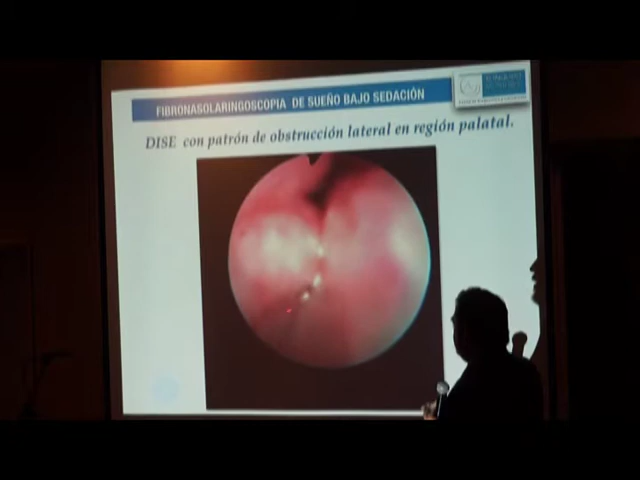 FIBRONASOLARINGOSCOPIA DE SUEÑO BAJO SEDACIÓN
DISE con patrón de obstrucción lateral en región palatal.